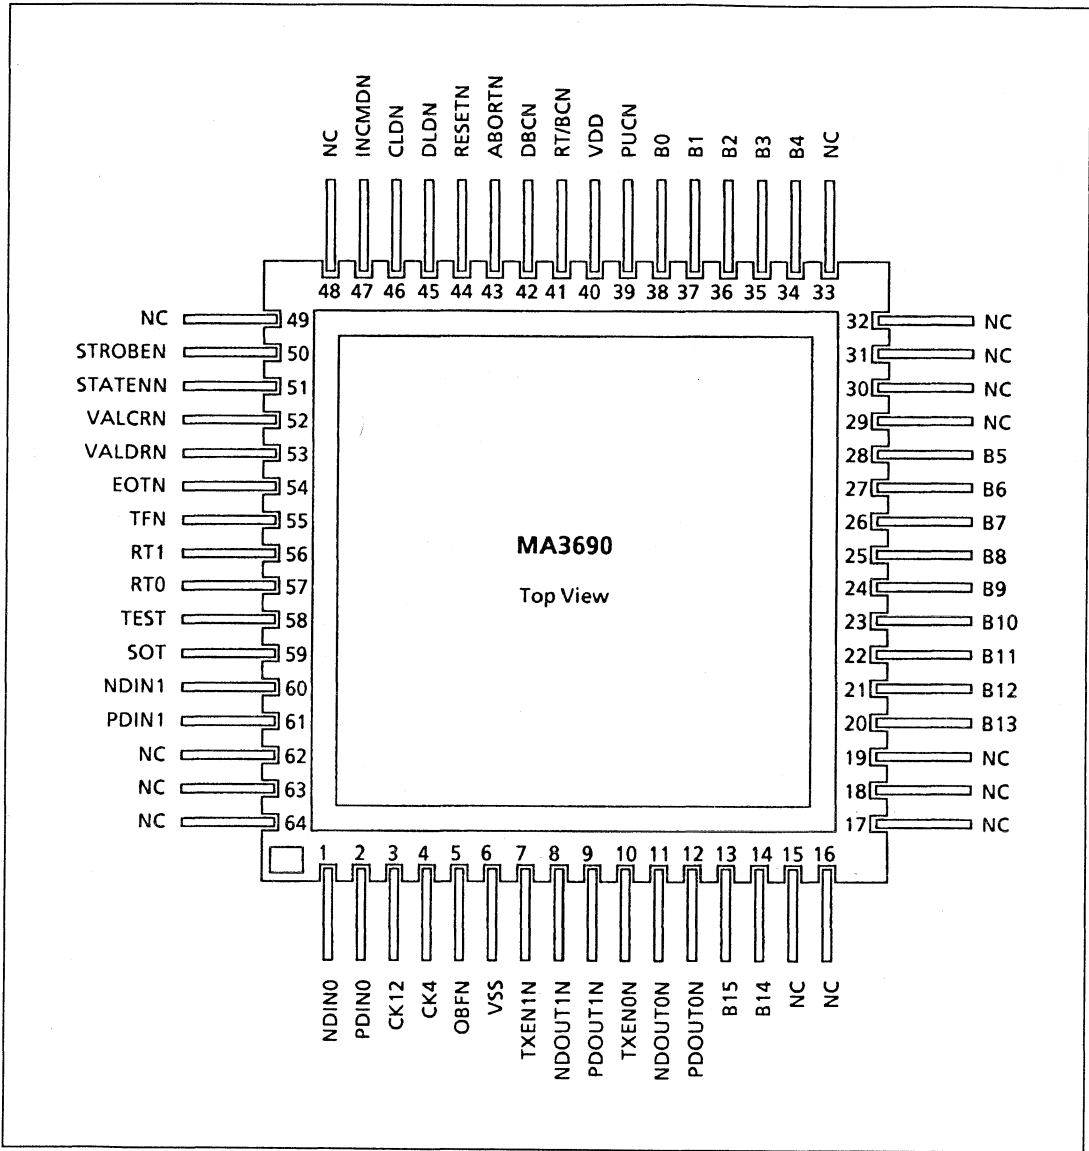 NC INCMDN CLDN DLDN RESETN ABORTN DBCN RT/BCN VDD PUCN B0 B1 B2 B3 B4 NC
48 47 46 45 44 43 42 41 40 39 38 37 36 35 34 33
NC 49 32 NC
STROBEN 50 31 NC
STATENN 51 30 NC
VALCRN 52 29 NC
VALDRN 53 28 B5
EOTN 54 27 B6
TFN 55 26 B7
RT1 56 25 B8
RT0 57 24 B9
TEST 58 23 B10
SOT 59 22 B11
NDIN1 60 21 B12
PDIN1 61 20 B13
NC 62 19 NC
NC 63 18 NC
NC 64 17 NC
MA3690
Top View
1 2 3 4 5 6 7 8 9 10 11 12 13 14 15 16
NDIN0 PDIN0 CK12 CK4 OBFN VSS TXEN1N NDOUT1N PDOUT1N TXEN0N NDOUT0N PDOUT0N B15 B14 NC NC